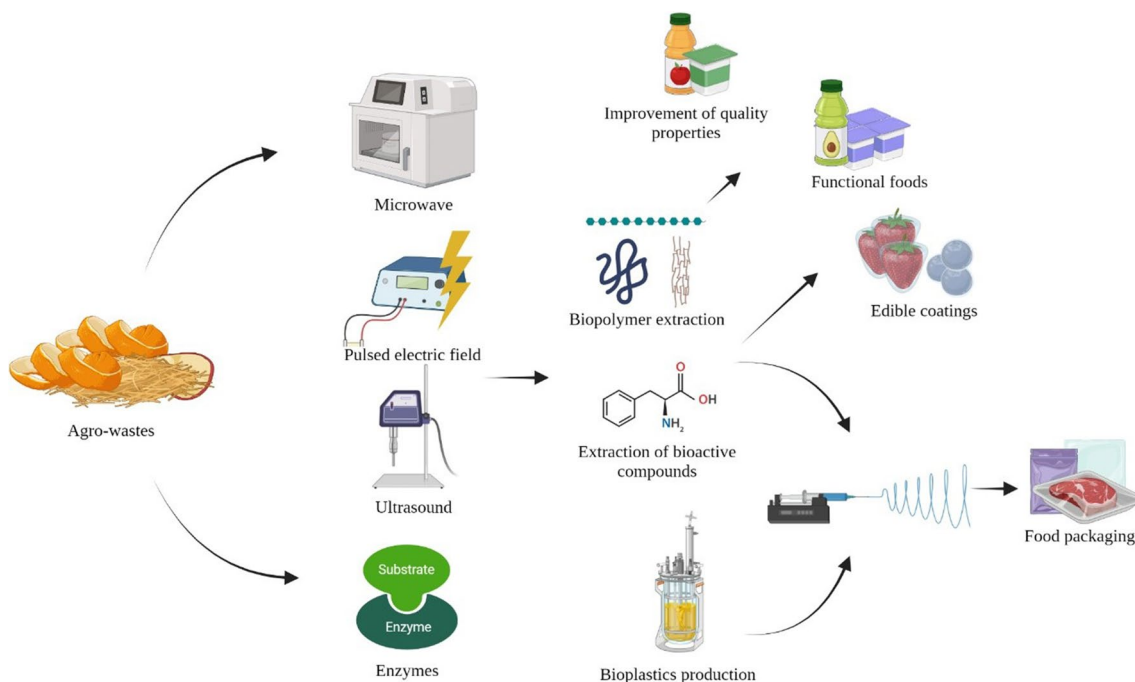 Improvement of quality
properties
Functional foods
Microwave
Biopolymer extraction
Edible coatings
Pulsed electric field
Agro-wastes
OH
O
NH₂
Extraction of bioactive
compounds
Ultrasound
Food packaging
Substrate
Enzyme
Enzymes
Bioplastics production